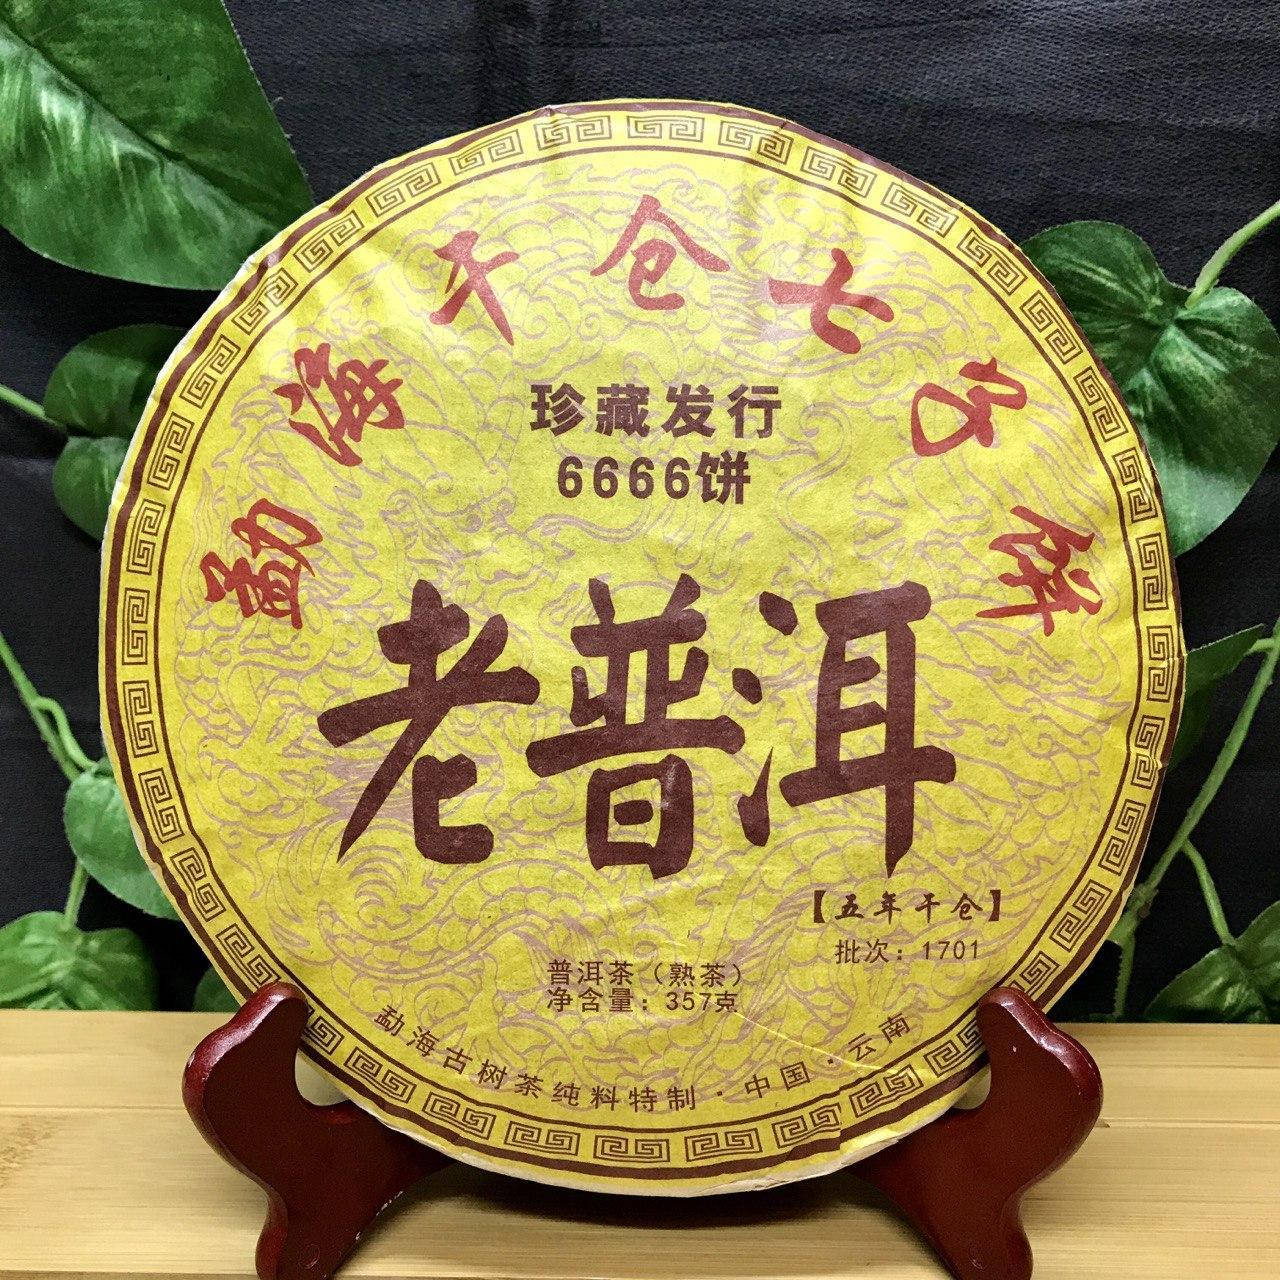 勐海干仓七子饼
珍藏发行
6666饼
老普洱
【五年干仓】
批次：1701
普洱茶（熟茶）
净含量：357克
勐海古树茶纯料特制·中国·云南